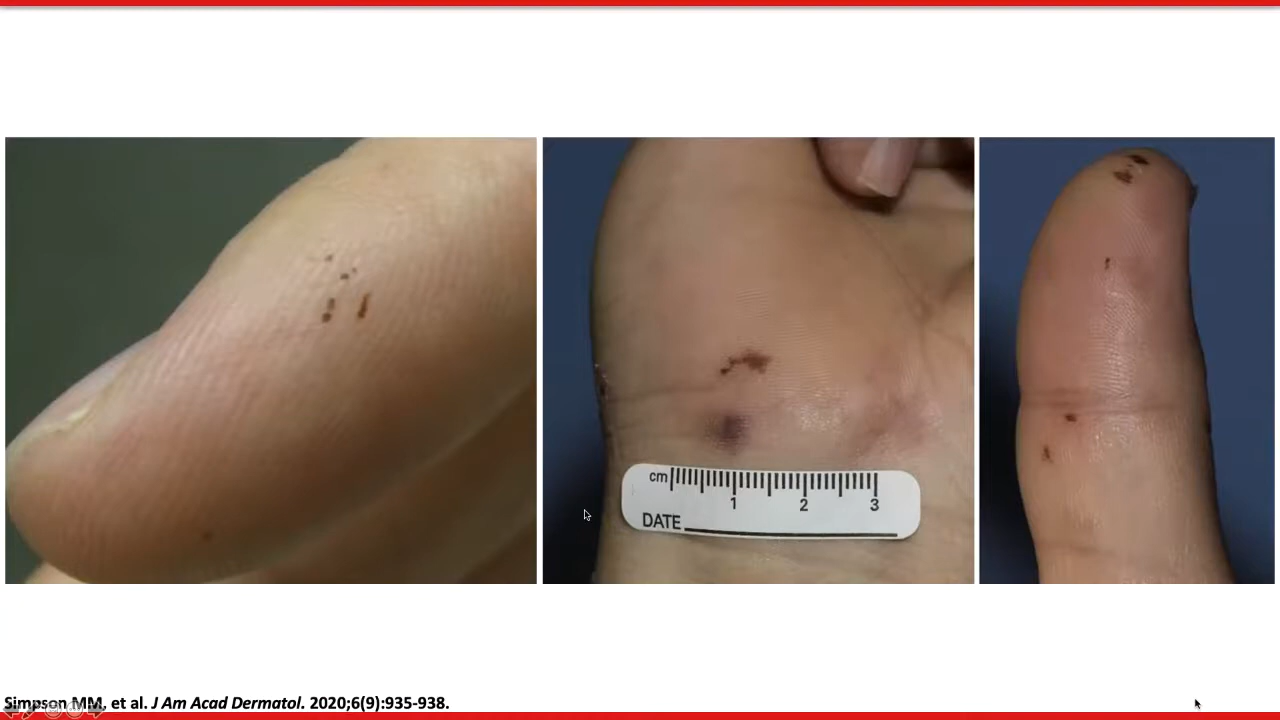 cm
1 2 3
DATE
Simpson MM, et al. J Am Acad Dermatol. 2020;6(9):935-938.